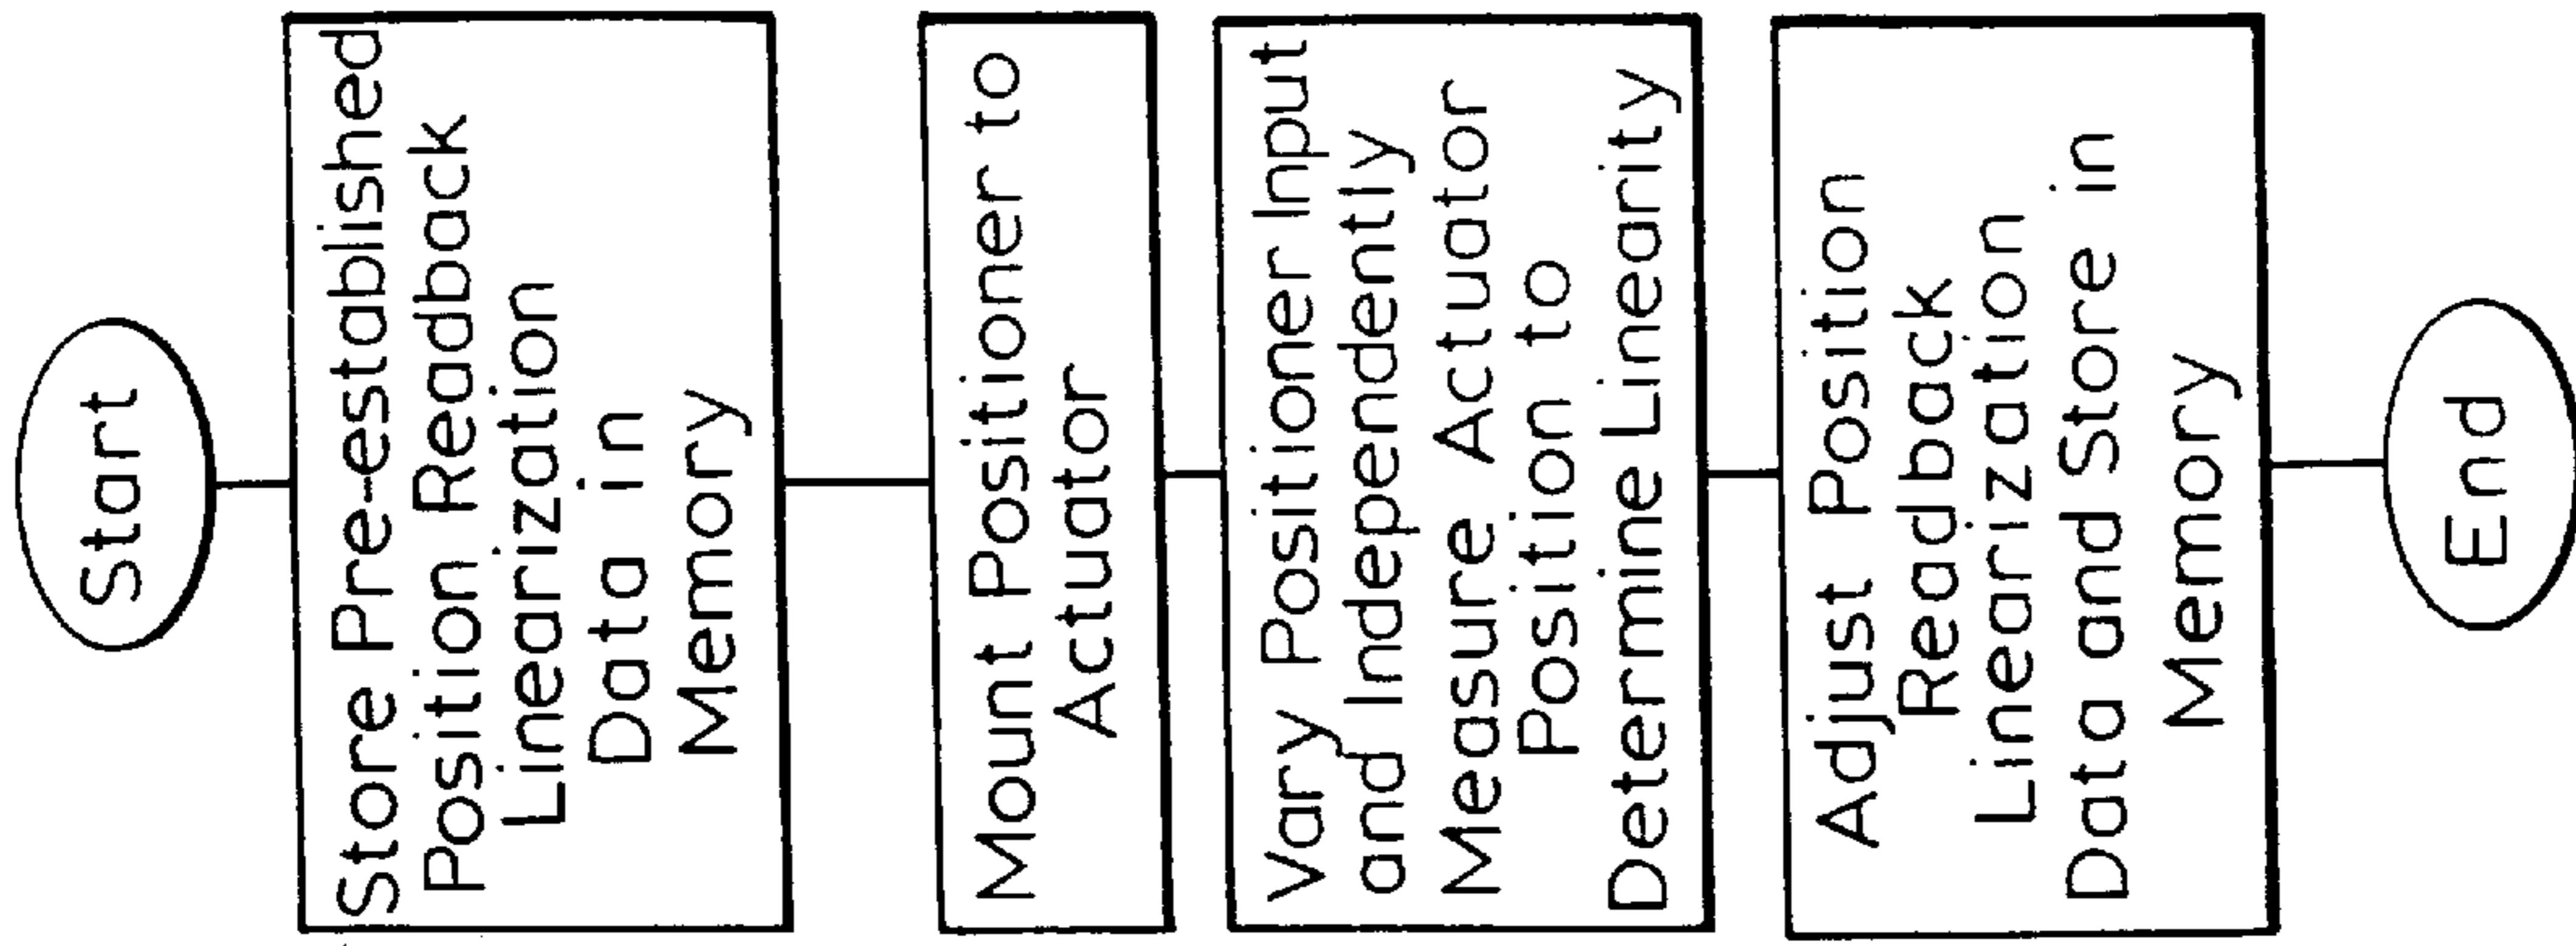 Start
Store Pre-established
Position Readback
Linearization
Data in
Memory
Mount Positioner to
Actuator
Vary Positioner Input
and Independently
Measure Actuator
Position to
Determine Linearity
Adjust Position
Readback
Linearization
Data and Store in
Memory
End